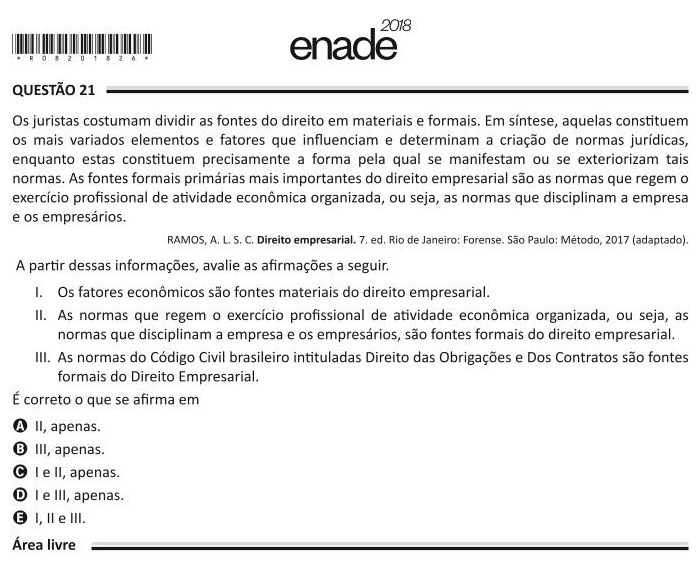 enade2018
* R 0 8 2 0 1 8 2 6 *
QUESTÃO 21
Os juristas costumam dividir as fontes do direito em materiais e formais. Em síntese, aquelas constituem
os mais variados elementos e fatores que influenciam e determinam a criação de normas jurídicas,
enquanto estas constituem precisamente a forma pela qual se manifestam ou se exteriorizam tais
normas. As fontes formais primárias mais importantes do direito empresarial são as normas que regem o
exercício profissional de atividade econômica organizada, ou seja, as normas que disciplinam a empresa
e os empresários.
RAMOS, A. L. S. C. Direito empresarial. 7. ed. Rio de Janeiro: Forense. São Paulo: Método, 2017 (adaptado).
A partir dessas informações, avalie as afirmações a seguir.
I. Os fatores econômicos são fontes materiais do direito empresarial.
II. As normas que regem o exercício profissional de atividade econômica organizada, ou seja, as
normas que disciplinam a empresa e os empresários, são fontes formais do direito empresarial.
III. As normas do Código Civil brasileiro intituladas Direito das Obrigações e Dos Contratos são fontes
formais do Direito Empresarial.
É correto o que se afirma em
A II, apenas.
B III, apenas.
C I e II, apenas.
D I e III, apenas.
E I, II e III.
Área livre